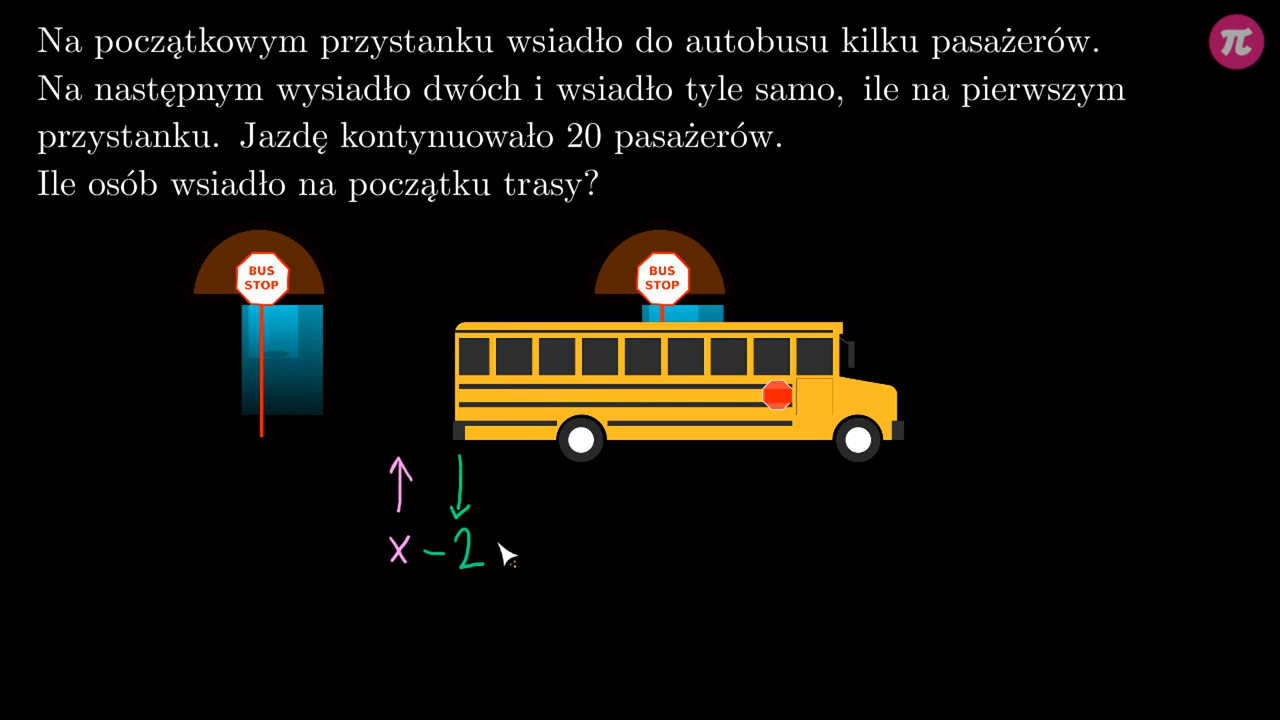 Na początkowym przystanku wsiadło do autobusu kilku pasażerów.
Na następnym wysiadło dwóch i wsiadło tyle samo, ile na pierwszym
przystanku. Jazdę kontynuowało 20 pasażerów.
Ile osób wsiadło na początku trasy?
π
BUS
STOP
BUS
STOP
x - 2